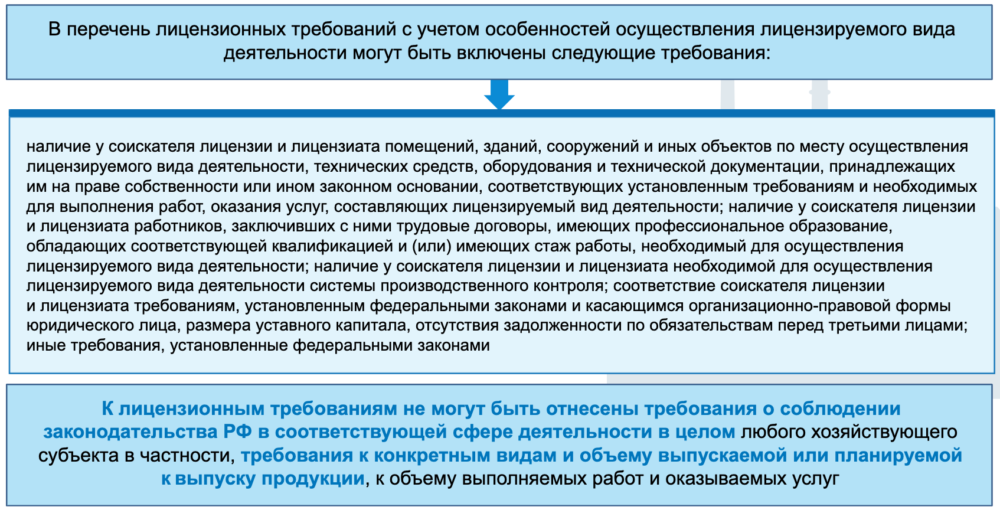 В перечень лицензионных требований с учетом особенностей осуществления лицензируемого вида
деятельности могут быть включены следующие требования:
наличие у соискателя лицензии и лицензиата помещений, зданий, сооружений и иных объектов по месту осуществления
лицензируемого вида деятельности, технических средств, оборудования и технической документации, принадлежащих
им на праве собственности или ином законном основании, соответствующих установленным требованиям и необходимых
для выполнения работ, оказания услуг, составляющих лицензируемый вид деятельности; наличие у соискателя лицензии
и лицензиата работников, заключивших с ними трудовые договоры, имеющих профессиональное образование,
обладающих соответствующей квалификацией и (или) имеющих стаж работы, необходимый для осуществления
лицензируемого вида деятельности; наличие у соискателя лицензии и лицензиата необходимой для осуществления
лицензируемого вида деятельности системы производственного контроля; соответствие соискателя лицензии
и лицензиата требованиям, установленным федеральными законами и касающимся организационно-правовой формы
юридического лица, размера уставного капитала, отсутствия задолженности по обязательствам перед третьими лицами;
иные требования, установленные федеральными законами
К лицензионным требованиям не могут быть отнесены требования о соблюдении
законодательства РФ в соответствующей сфере деятельности в целом любого хозяйствующего
субъекта в частности, требования к конкретным видам и объему выпускаемой или планируемой
к выпуску продукции, к объему выполняемых работ и оказываемых услуг